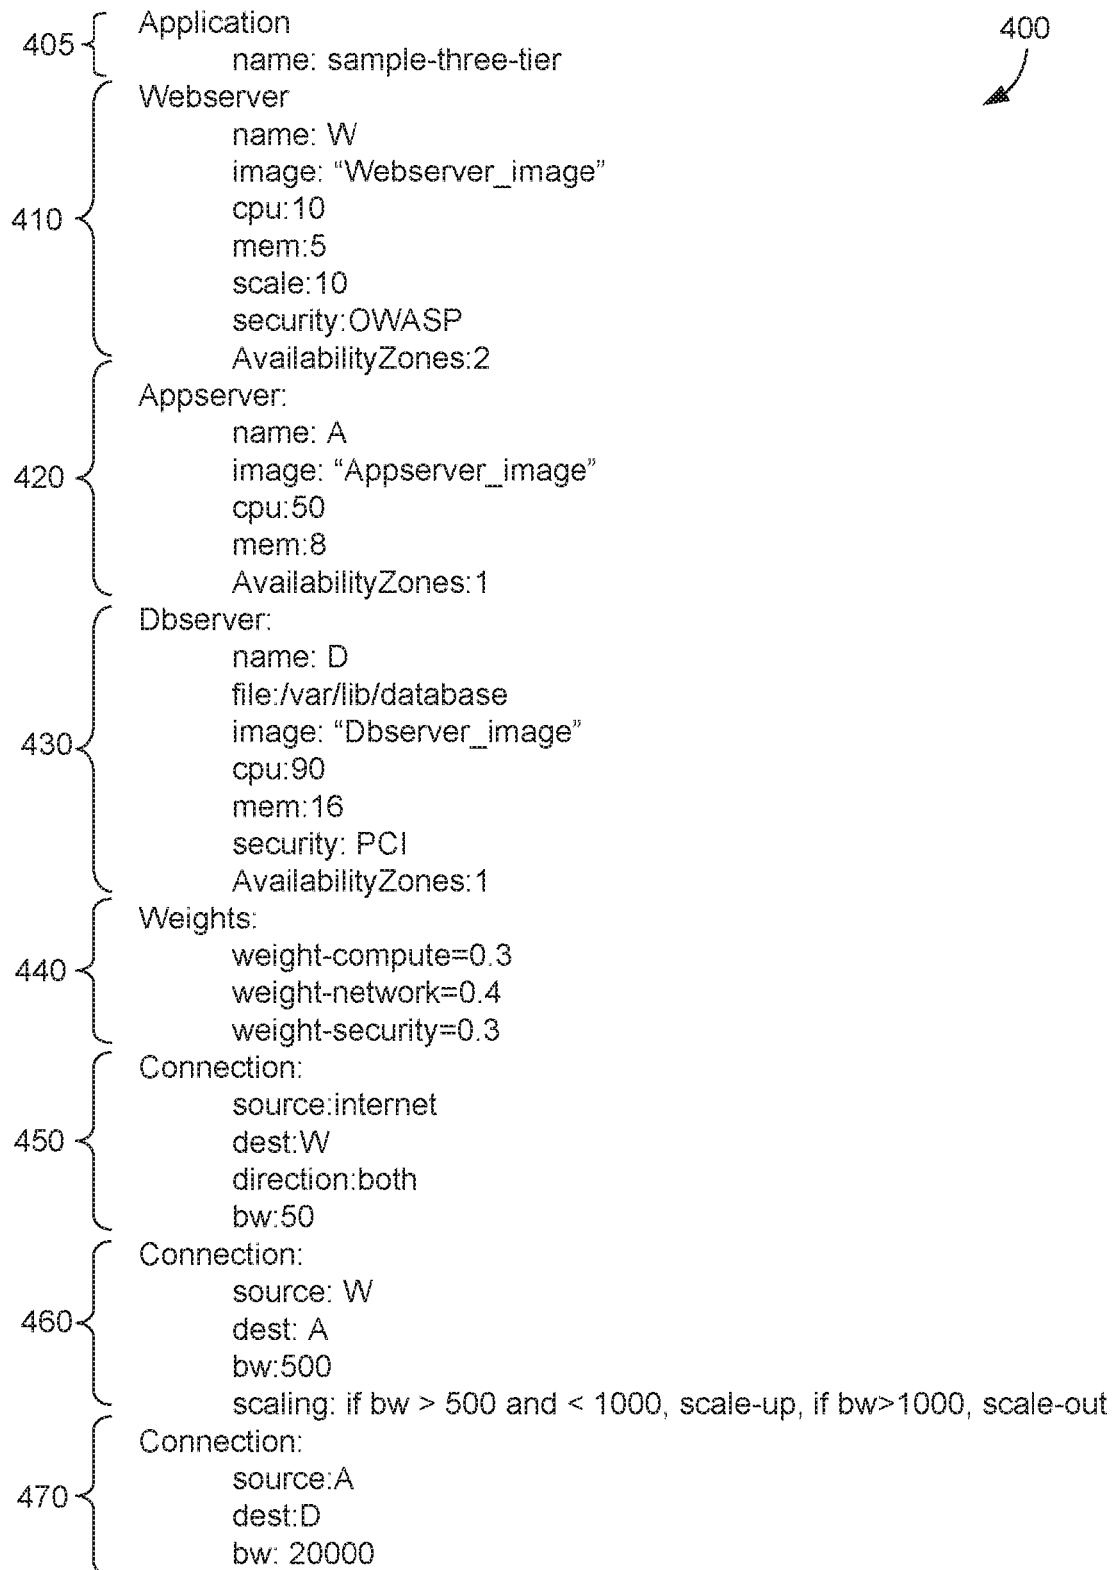 400
405
Application
name: sample-three-tier
410
Webserver
name: W
image: “Webserver_image”
cpu:10
mem:5
scale:10
security:OWASP
AvailabilityZones:2
420
Appserver:
name: A
image: “Appserver_image”
cpu:50
mem:8
AvailabilityZones:1
430
Dbserver:
name: D
file:/var/lib/database
image: “Dbserver_image”
cpu:90
mem:16
security: PCI
AvailabilityZones:1
440
Weights:
weight-compute=0.3
weight-network=0.4
weight-security=0.3
450
Connection:
source:internet
dest:W
direction:both
bw:50
460
Connection:
source: W
dest: A
bw:500
scaling: if bw > 500 and < 1000, scale-up, if bw>1000, scale-out
470
Connection:
source:A
dest:D
bw: 20000